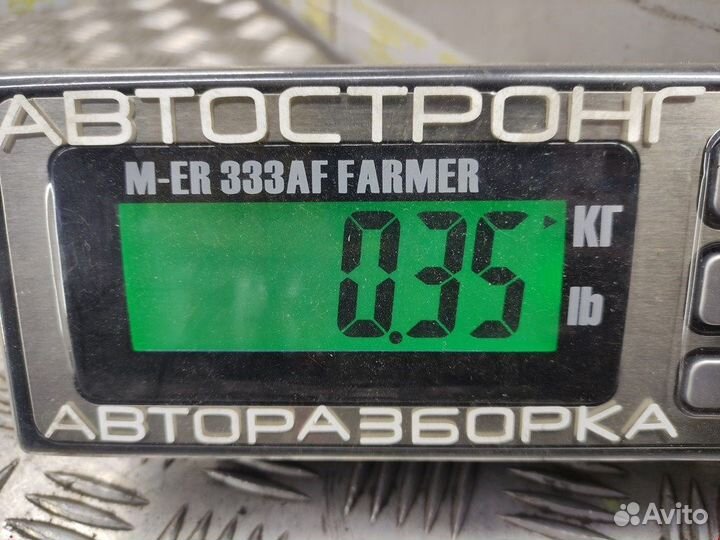 АВТОСТРОНГ
M-ER 333AF FARMER
0.35 КГ
lb
АВТОРАЗБОРКА
Avito